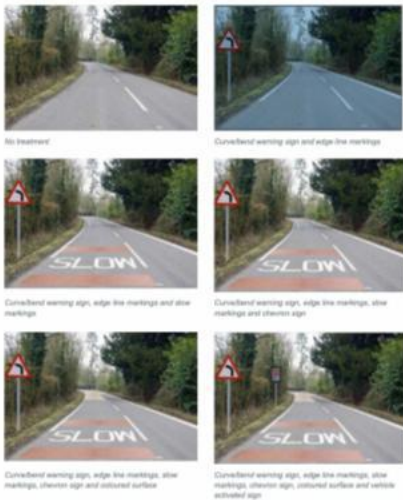 No treatment
Curve/bend warning sign and edge line markings
SLOW
SLOW
Curve/bend warning sign, edge line markings and slow
markings
Curve/bend warning sign, edge line markings, slow
markings and chevron sign
SLOW
SLOW
Curve/bend warning sign, edge line markings, slow
markings, chevron sign and coloured surface
Curve/bend warning sign, edge line markings, slow
markings, chevron sign, coloured surface and vehicle
activated sign